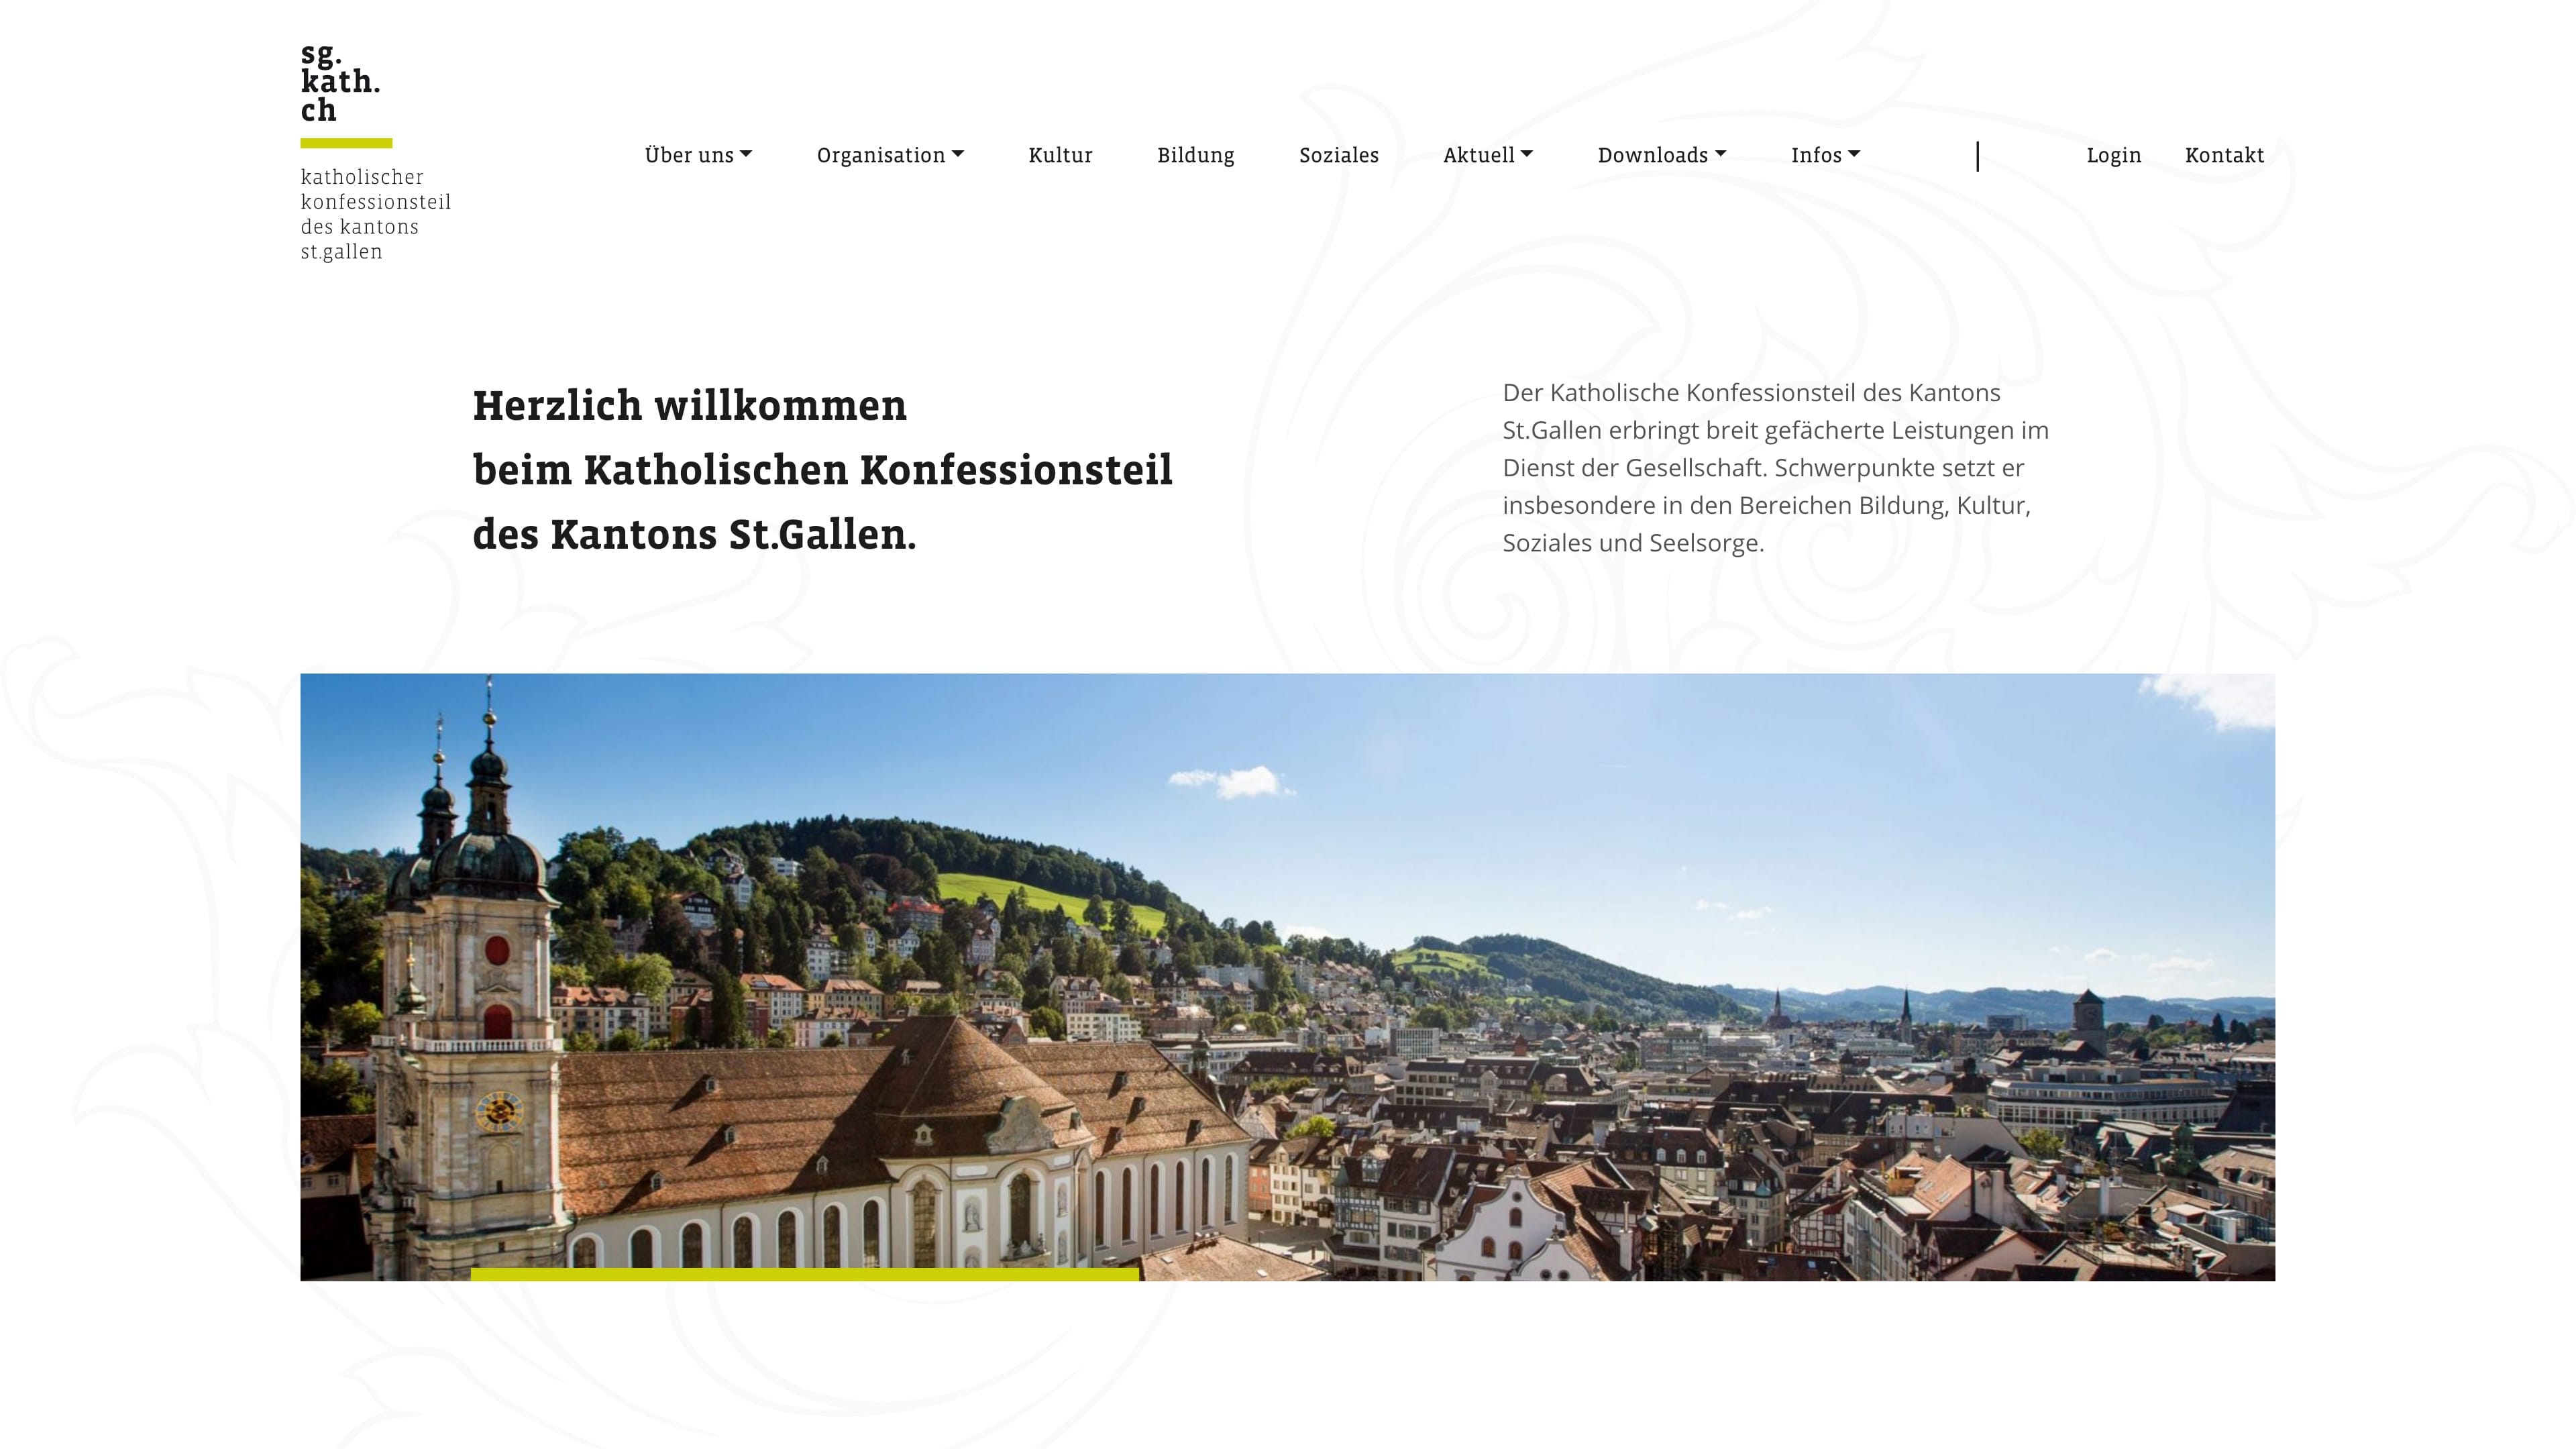 sg.
kath.
ch
katholischer
konfessionsteil
des kantons
st.gallen
Über uns
Organisation
Kultur
Bildung
Soziales
Aktuell
Downloads
Infos
Login
Kontakt
Herzlich willkommen
beim Katholischen Konfessionsteil
des Kantons St.Gallen.
Der Katholische Konfessionsteil des Kantons
St.Gallen erbringt breit gefächerte Leistungen im
Dienst der Gesellschaft. Schwerpunkte setzt er
insbesondere in den Bereichen Bildung, Kultur,
Soziales und Seelsorge.